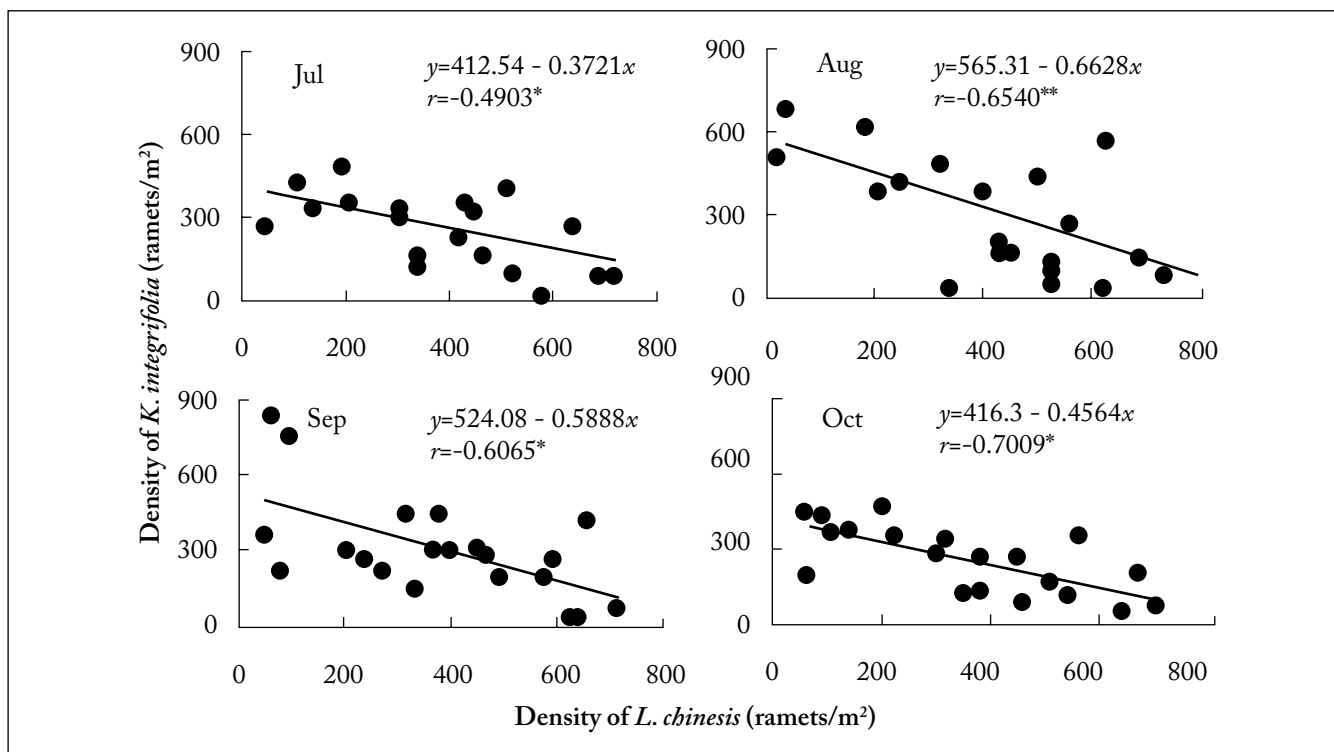 Density of K. integrifolia (ramets/m²)
Jul
y=412.54 - 0.3721x
r=-0.4903*
900
600
300
0
0 200 400 600 800
Aug
y=565.31 - 0.6628x
r=-0.6540**
900
600
300
0
0 200 400 600 800
Sep
y=524.08 - 0.5888x
r=-0.6065*
900
600
300
0
0 200 400 600 800
Oct
y=416.3 - 0.4564x
r=-0.7009*
900
600
300
0
0 200 400 600 800
Density of L. chinesis (ramets/m²)